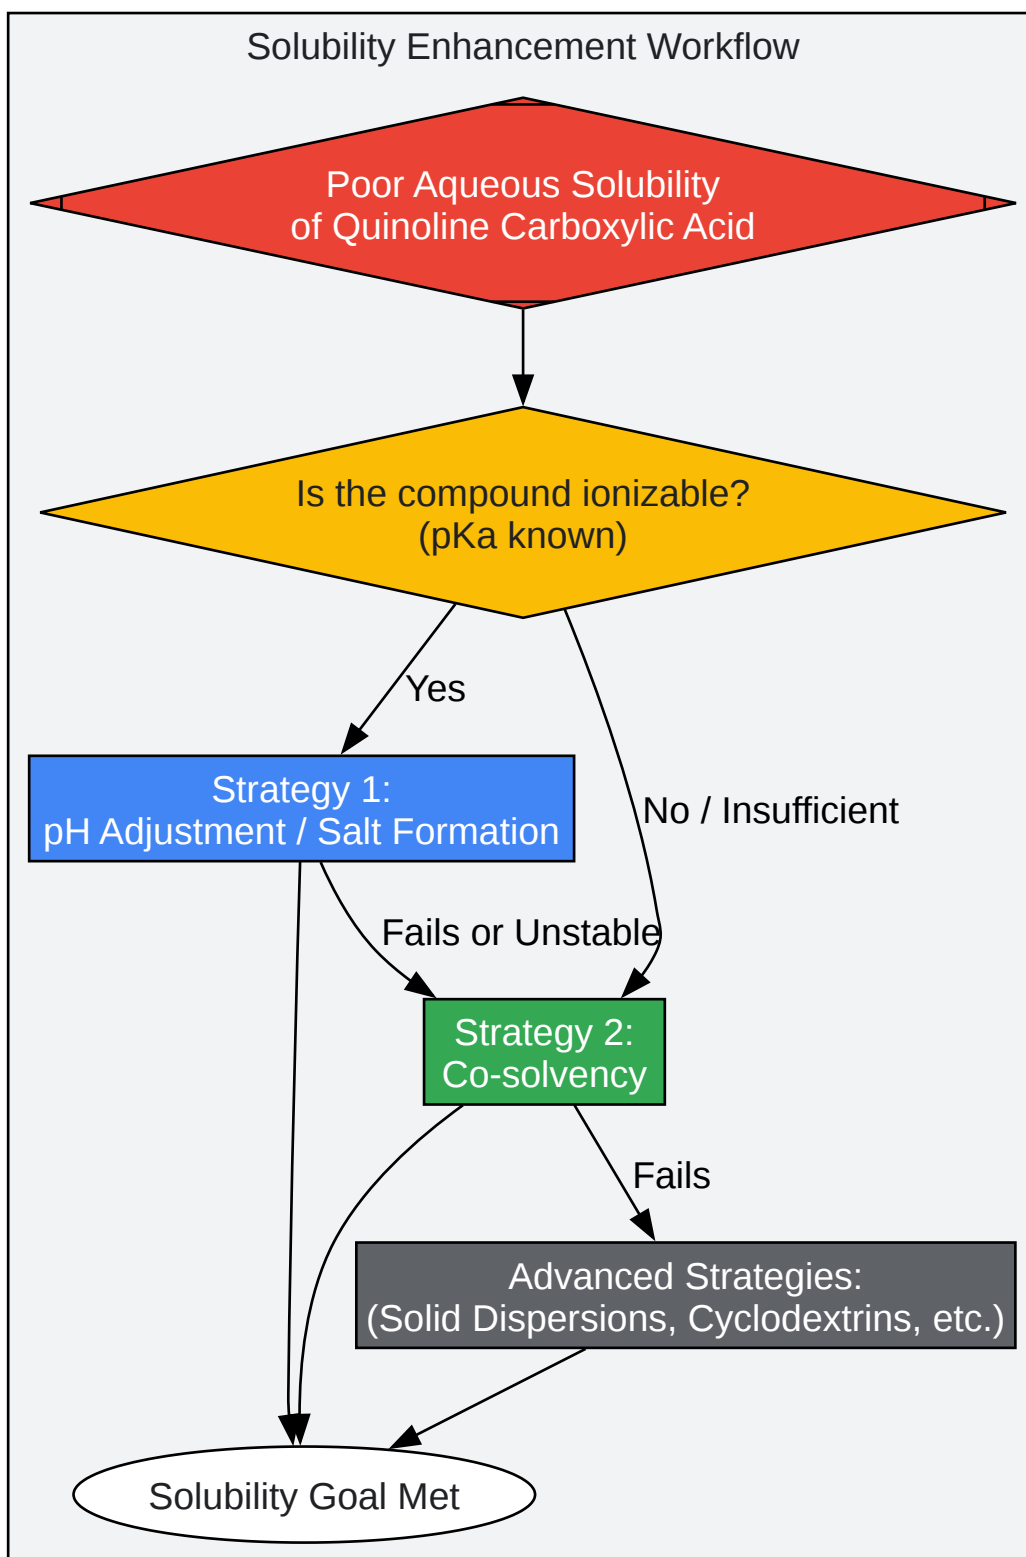 Solubility Enhancement Workflow
Poor Aqueous Solubility
of Quinoline Carboxylic Acid
Is the compound ionizable?
(pKa known)
Yes
Strategy 1:
pH Adjustment / Salt Formation
No / Insufficient
Fails or Unstable
Strategy 2:
Co-solvency
Fails
Advanced Strategies:
(Solid Dispersions, Cyclodextrins, etc.)
Solubility Goal Met